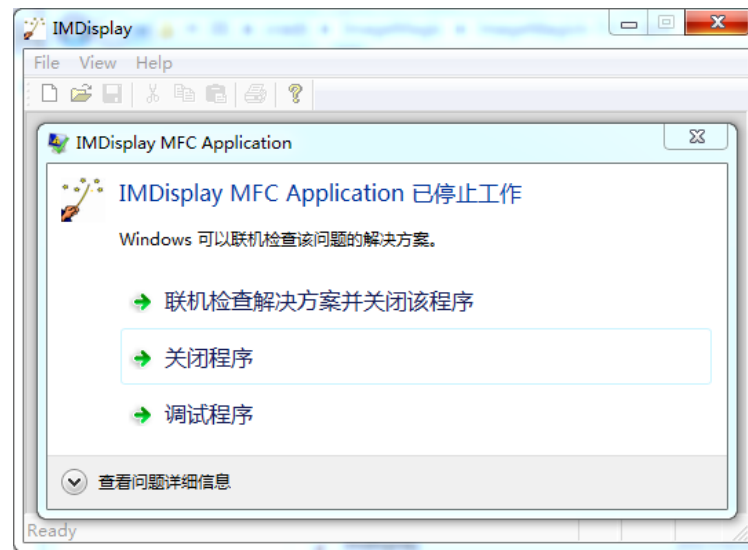 IMDisplay
File View Help
IMDisplay MFC Application
IMDisplay MFC Application 已停止工作
Windows 可以联机检查该问题的解决方案。
联机检查解决方案并关闭该程序
关闭程序
调试程序
查看问题详细信息
Ready